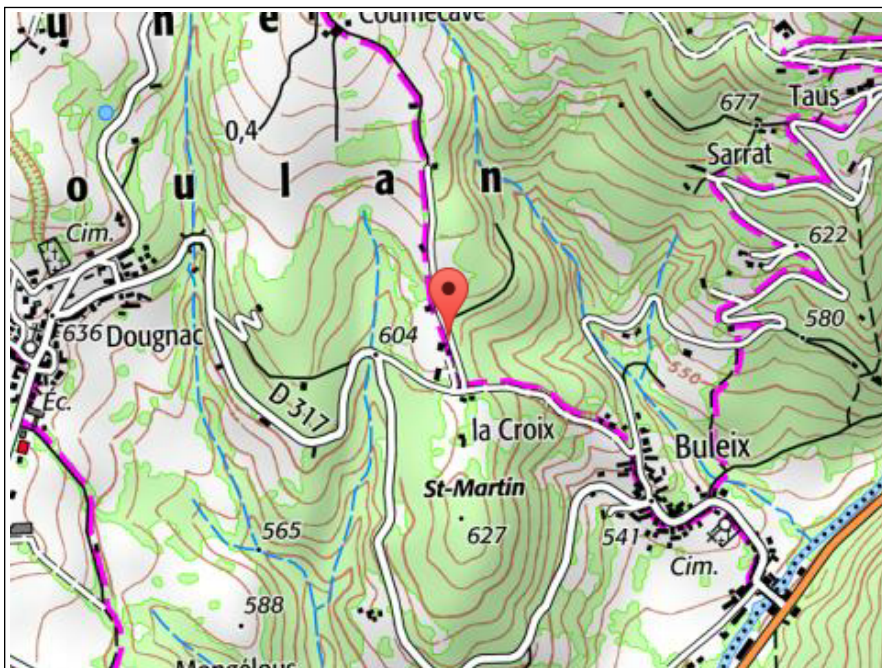 u n e
Coumecave
677
Taus
0,4
Sarrat
o u l a n
Cim.
622
636
Dougnac
604
580
550
D 317
Éc.
la Croix
Buleix
St-Martin
565
627
541
Cim.
588
Mongélous